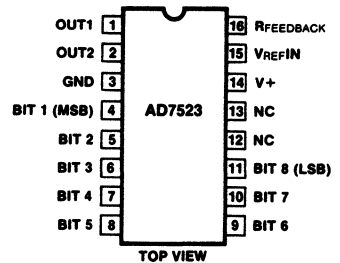 OUT1 1 16 RFEEDBACK
OUT2 2 15 VREFIN
GND 3 14 V+
BIT 1 (MSB) 4 AD7523 13 NC
BIT 2 5 12 NC
BIT 3 6 11 BIT 8 (LSB)
BIT 4 7 10 BIT 7
BIT 5 8 9 BIT 6
TOP VIEW